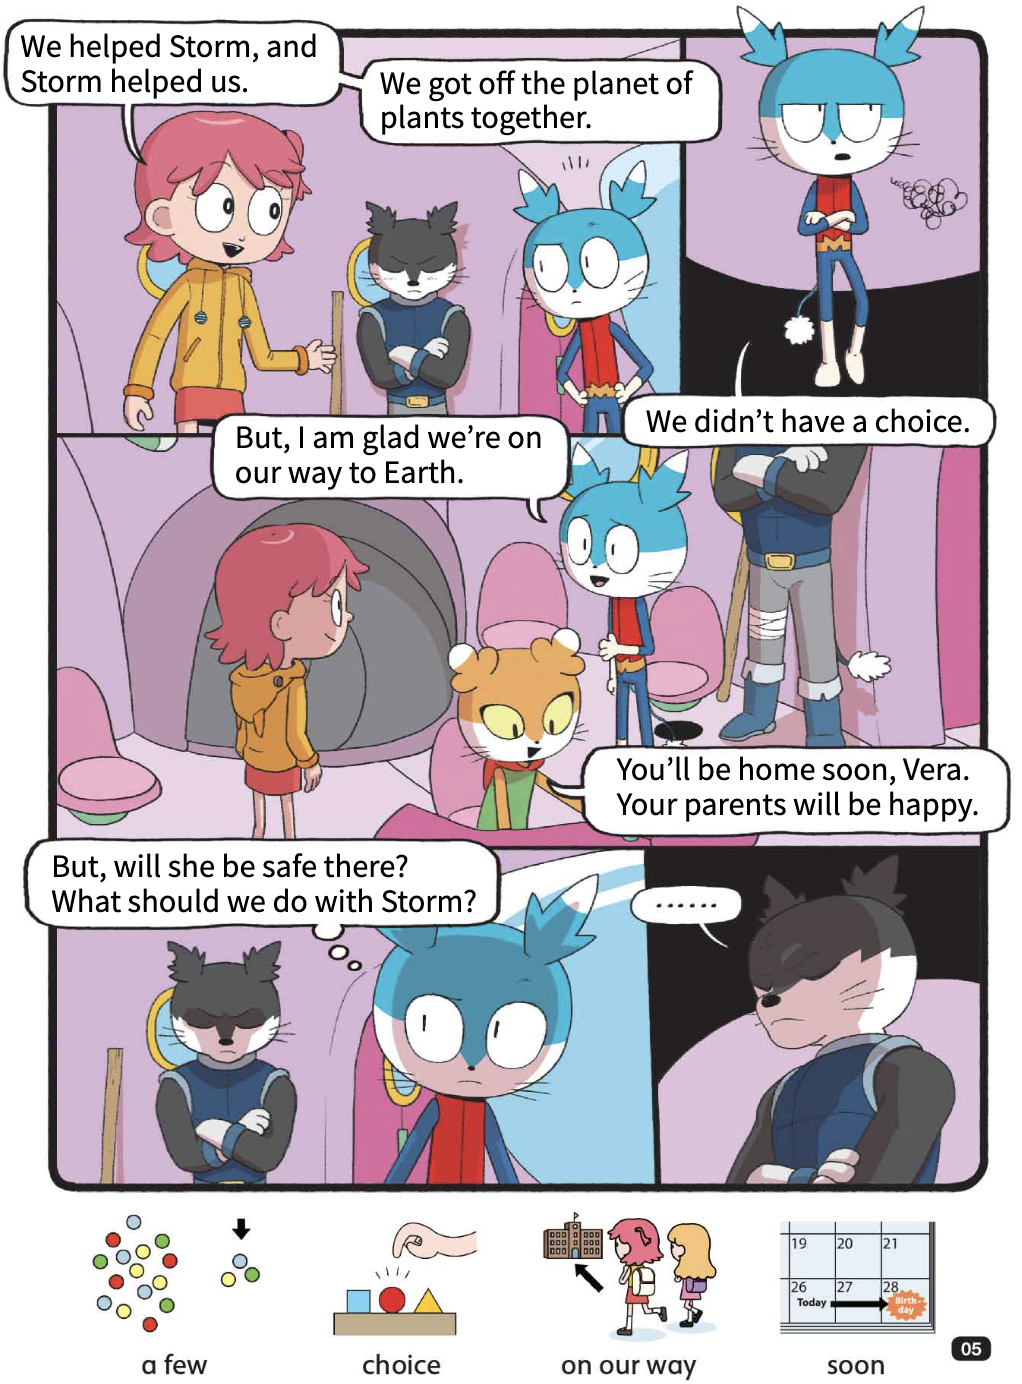 We helped Storm, and
Storm helped us.
We got off the planet of
plants together.
We didn't have a choice.
But, I am glad we're on
our way to Earth.
You'll be home soon, Vera.
Your parents will be happy.
But, will she be safe there?
What should we do with Storm?
......
a few
choice
on our way
19 20 21
26 27 28
Today
Birth-
day
soon
05